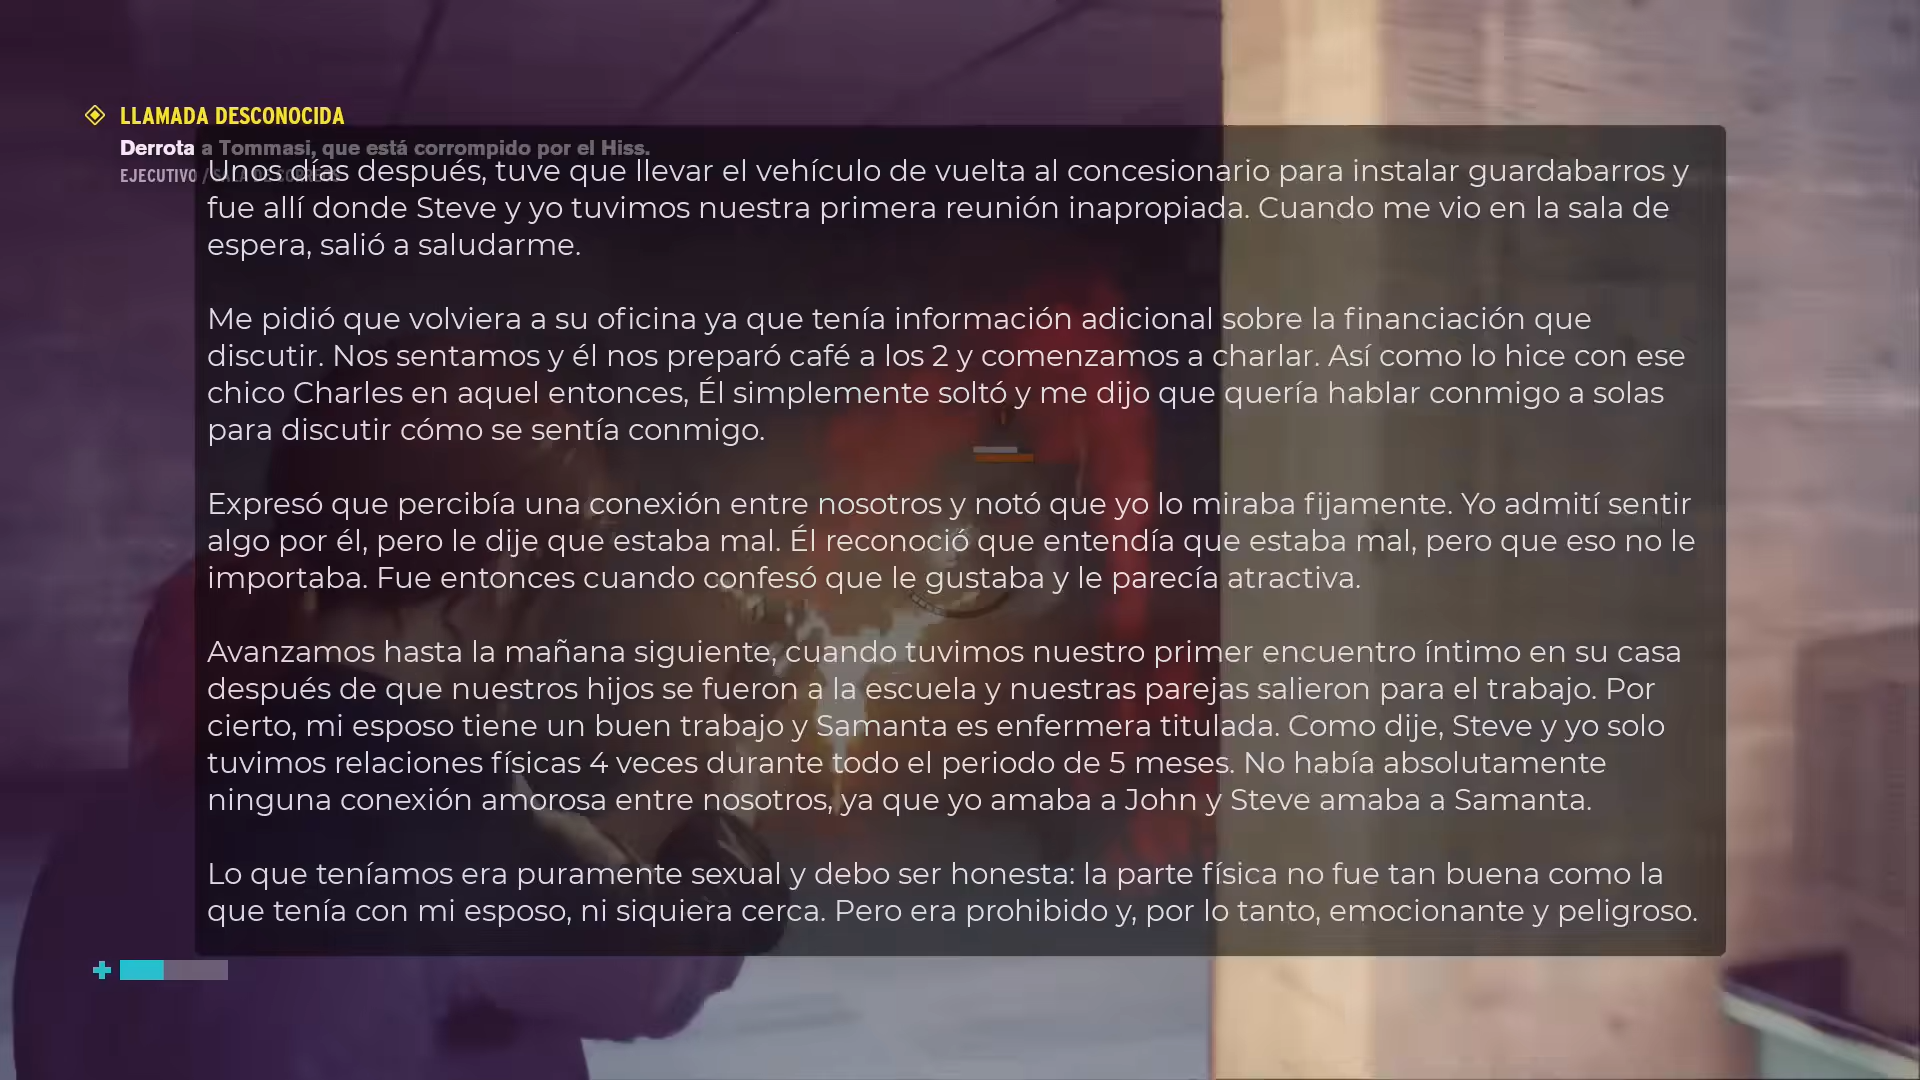 LLAMADA DESCONOCIDA
Derrota a Tommasi, que está corrompido por el Hiss.
EJECUTIVO /
Unos días después, tuve que llevar el vehículo de vuelta al concesionario para instalar guardabarros y
fue allí donde Steve y yo tuvimos nuestra primera reunión inapropiada. Cuando me vio en la sala de
espera, salió a saludarme.
Me pidió que volviera a su oficina ya que tenía información adicional sobre la financiación que
discutir. Nos sentamos y él nos preparó café a los 2 y comenzamos a charlar. Así como lo hice con ese
chico Charles en aquel entonces, Él simplemente soltó y me dijo que quería hablar conmigo a solas
para discutir cómo se sentía conmigo.
Expresó que percibía una conexión entre nosotros y notó que yo lo miraba fijamente. Yo admití sentir
algo por él, pero le dije que estaba mal. Él reconoció que entendía que estaba mal, pero que eso no le
importaba. Fue entonces cuando confesó que le gustaba y le parecía atractiva.
Avanzamos hasta la mañana siguiente, cuando tuvimos nuestro primer encuentro íntimo en su casa
después de que nuestros hijos se fueron a la escuela y nuestras parejas salieron para el trabajo. Por
cierto, mi esposo tiene un buen trabajo y Samanta es enfermera titulada. Como dije, Steve y yo solo
tuvimos relaciones físicas 4 veces durante todo el periodo de 5 meses. No había absolutamente
ninguna conexión amorosa entre nosotros, ya que yo amaba a John y Steve amaba a Samanta.
Lo que teníamos era puramente sexual y debo ser honesta: la parte física no fue tan buena como la
que tenía con mi esposo, ni siquiera cerca. Pero era prohibido y, por lo tanto, emocionante y peligroso.